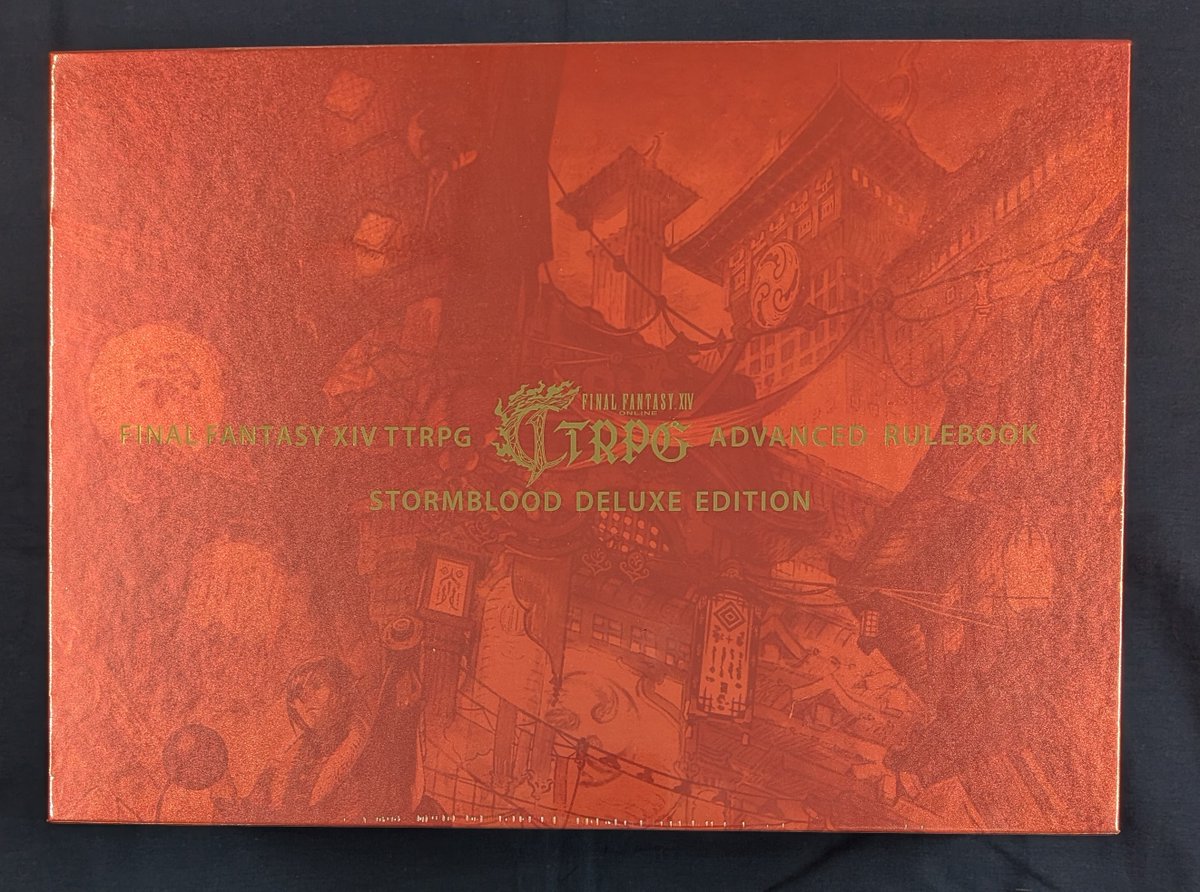 FINAL FANTASY XIV
ONLINE
TTRPG
FINAL FANTASY XIV TTRPG ADVANCED RULEBOOK
STORMBLOOD DELUXE EDITION